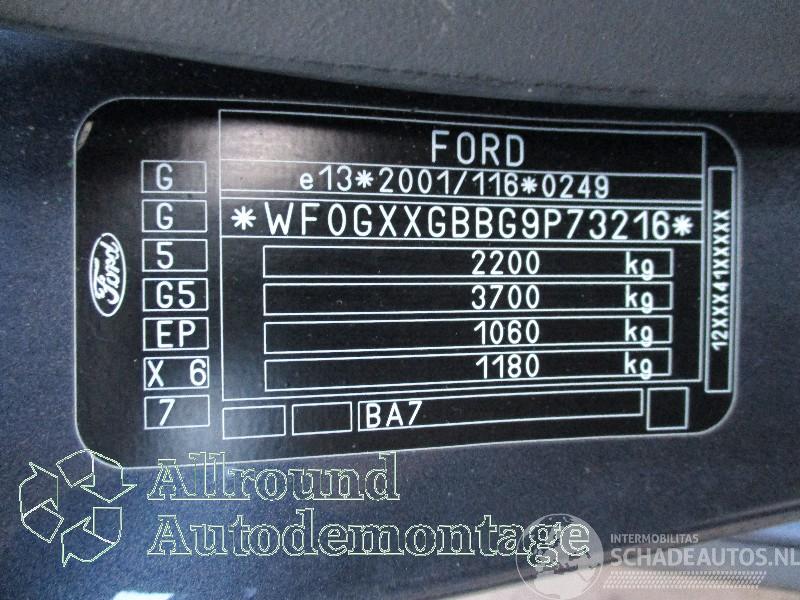 FORD
e13*2001/116*0249
*WF0GXXGBBG9P73216*
G
G
5
G5
EP
X 6
7
2200 kg
3700 kg
1060 kg
1180 kg
BA7
12XXX41XXXXX
Ford
Allround
Autodemontage
INTERMOBILITAS
SCHADEAUTOS.NL